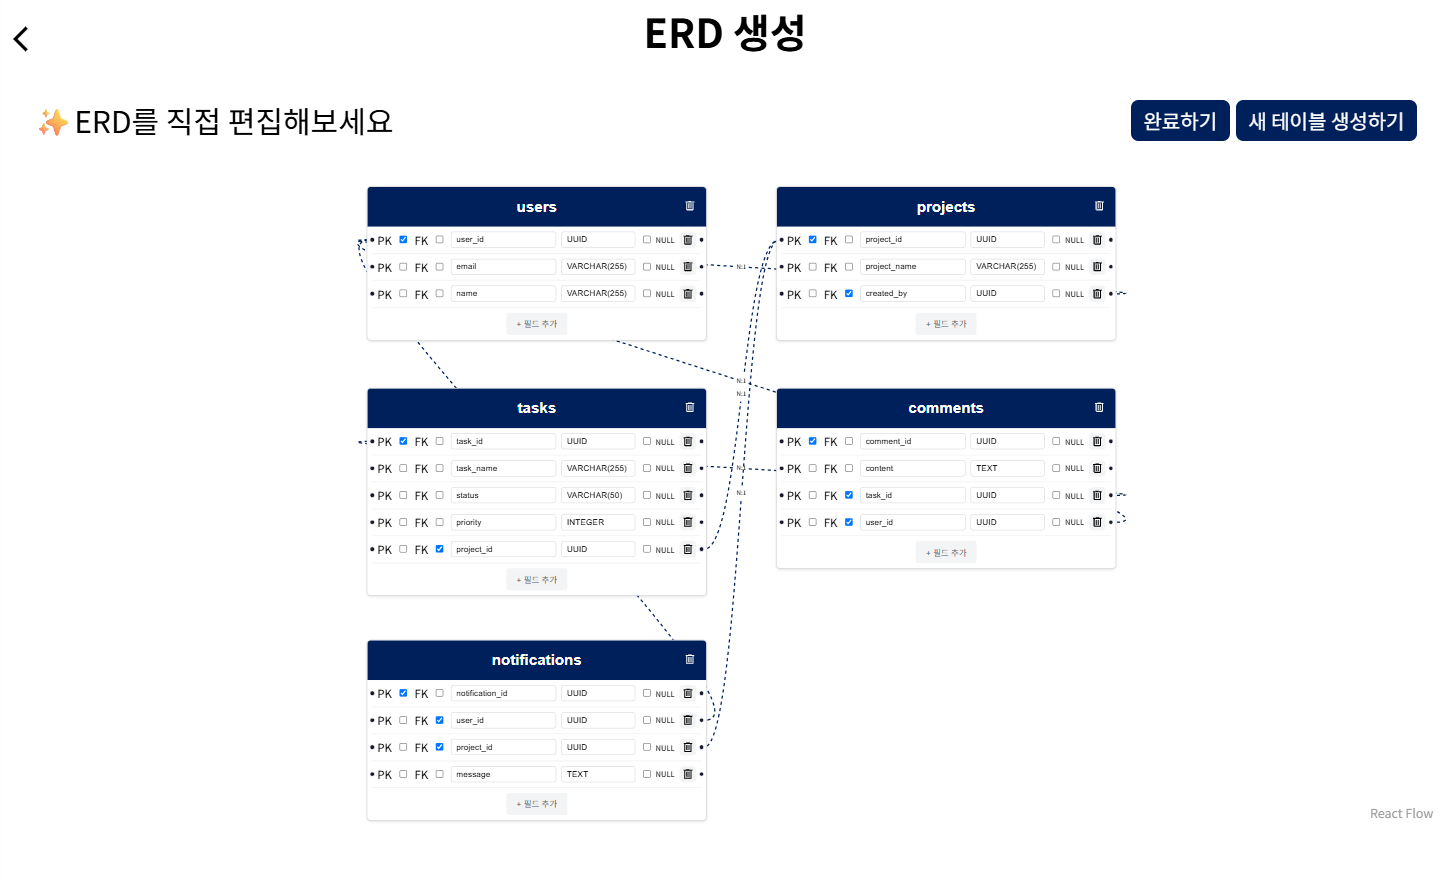 ERD 생성
✨ ERD를 직접 편집해보세요
완료하기
새 테이블 생성하기
users
PK FK user_id UUID NULL
PK FK email VARCHAR(255) NULL
PK FK name VARCHAR(255) NULL
+ 필드 추가
projects
PK FK project_id UUID NULL
PK FK project_name VARCHAR(255) NULL
PK FK created_by UUID NULL
+ 필드 추가
N:1
N:1
N:1
tasks
PK FK task_id UUID NULL
PK FK task_name VARCHAR(255) NULL
PK FK status VARCHAR(50) NULL
PK FK priority INTEGER NULL
PK FK project_id UUID NULL
+ 필드 추가
comments
PK FK comment_id UUID NULL
PK FK content TEXT NULL
PK FK task_id UUID NULL
PK FK user_id UUID NULL
+ 필드 추가
N:1
N:1
notifications
PK FK notification_id UUID NULL
PK FK user_id UUID NULL
PK FK project_id UUID NULL
PK FK message TEXT NULL
+ 필드 추가
React Flow